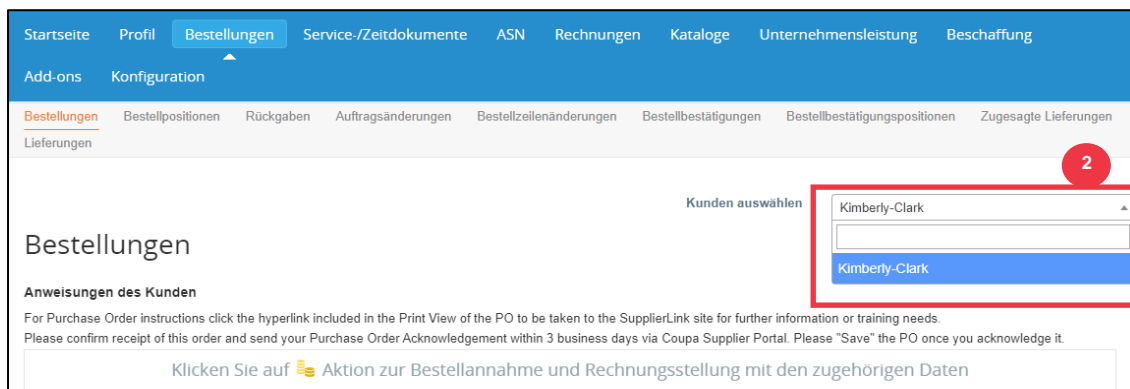 Startseite Profil Bestellungen Service-/Zeitdokumente ASN Rechnungen Kataloge Unternehmensleistung Beschaffung
Add-ons Konfiguration
Bestellungen Bestellpositionen Rückgaben Auftragsänderungen Bestellzeilenänderungen Bestellbestätigungen Bestellbestätigungspositionen Zugesagte Lieferungen
Lieferungen
2
Kunden auswählen Kimberly-Clark
Kimberly-Clark
Bestellungen
Anweisungen des Kunden
For Purchase Order instructions click the hyperlink included in the Print View of the PO to be taken to the SupplierLink site for further information or training needs.
Please confirm receipt of this order and send your Purchase Order Acknowledgement within 3 business days via Coupa Supplier Portal. Please "Save" the PO once you acknowledge it.
Klicken Sie auf Aktion zur Bestellannahme und Rechnungsstellung mit den zugehörigen Daten